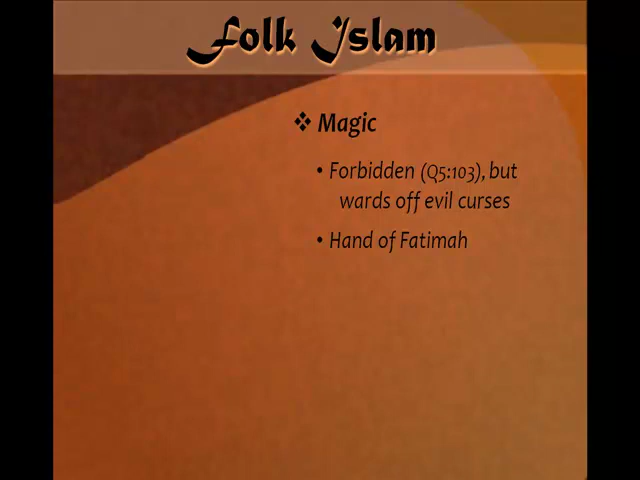 Folk Islam
❖ Magic
• Forbidden (Q5:103), but
wards off evil curses
• Hand of Fatimah